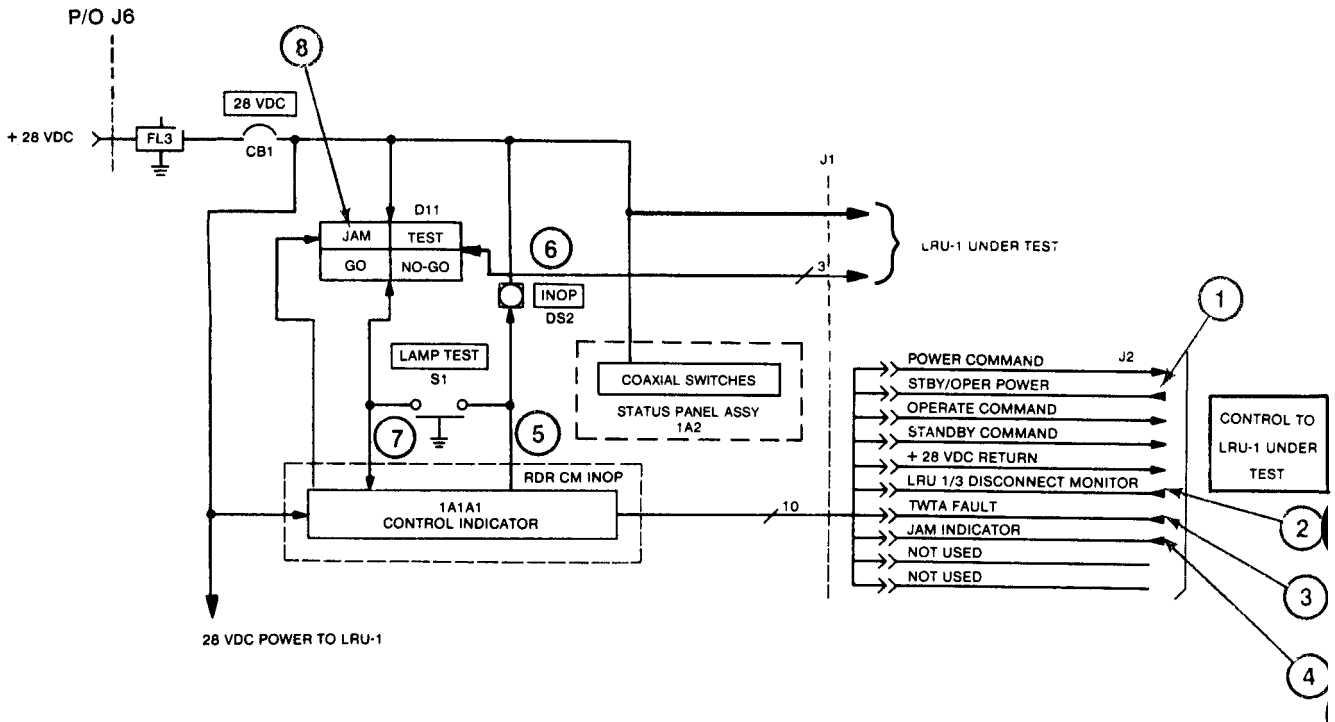 P/O J6
8
28 VDC
+ 28 VDC
FL3
CB1
J1
D11
JAM
TEST
GO
NO-GO
6
3
LRU-1 UNDER TEST
INOP
DS2
1
LAMP TEST
S1
COAXIAL SWITCHES
STATUS PANEL ASSY
1A2
POWER COMMAND
J2
STBY/OPER POWER
OPERATE COMMAND
STANDBY COMMAND
+ 28 VDC RETURN
LRU 1/3 DISCONNECT MONITOR
TWTA FAULT
JAM INDICATOR
NOT USED
NOT USED
CONTROL TO
LRU-1 UNDER
TEST
7
5
RDR CM INOP
1A1A1
CONTROL INDICATOR
10
2
3
4
28 VDC POWER TO LRU-1